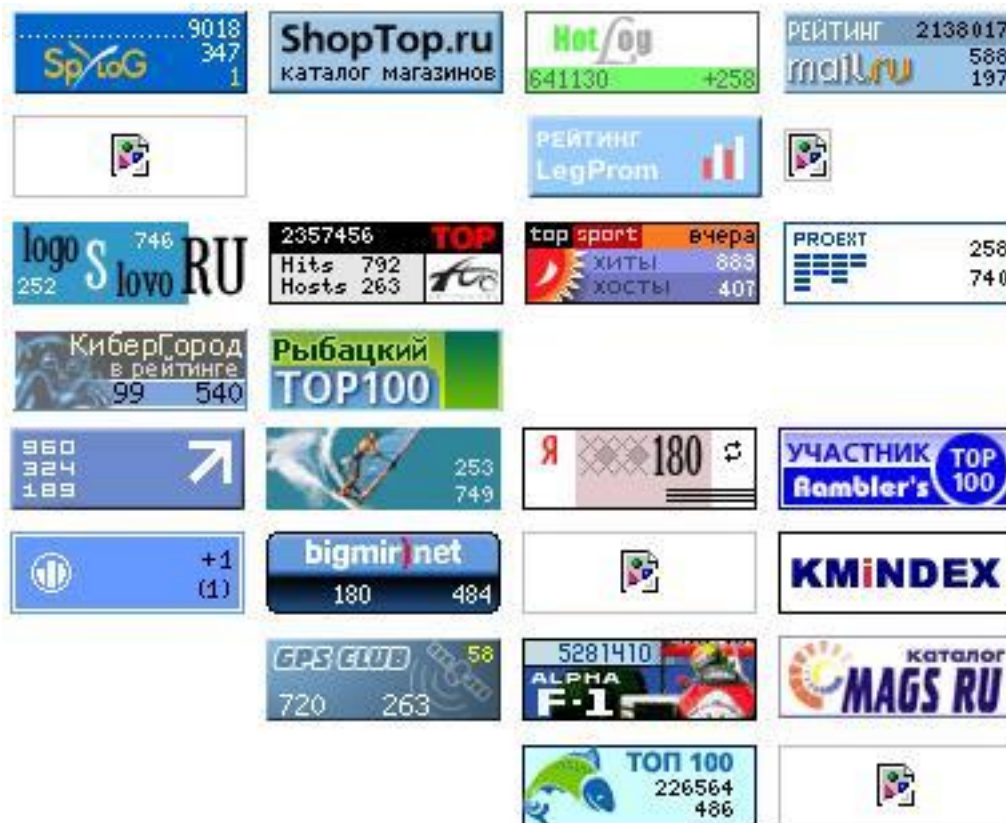 9018
347
SpyLOG
1
ShopTop.ru
каталог магазинов
HotLog
641130 +258
РЕЙТИНГ 2138017
588
mail.ru
197
РЕЙТИНГ
LegProm
logo S lovo RU
746
252
2357456 TOP
Hits 792
Hosts 263
top sport вчера
ХИТЫ 883
ХОСТЫ 407
PROEXT
258
740
КиберГород
в рейтинге
99 540
Рыбацкий
TOP100
960
324
189
253
749
Я 180
УЧАСТНИК TOP
Rambler's 100
+1
(1)
bigmir)net
180 484
KMiNDEX
GPS CLUB 58
720 263
5281410
ALPHA
F-1
каталог
MAGS RU
ТОП 100
226564
486